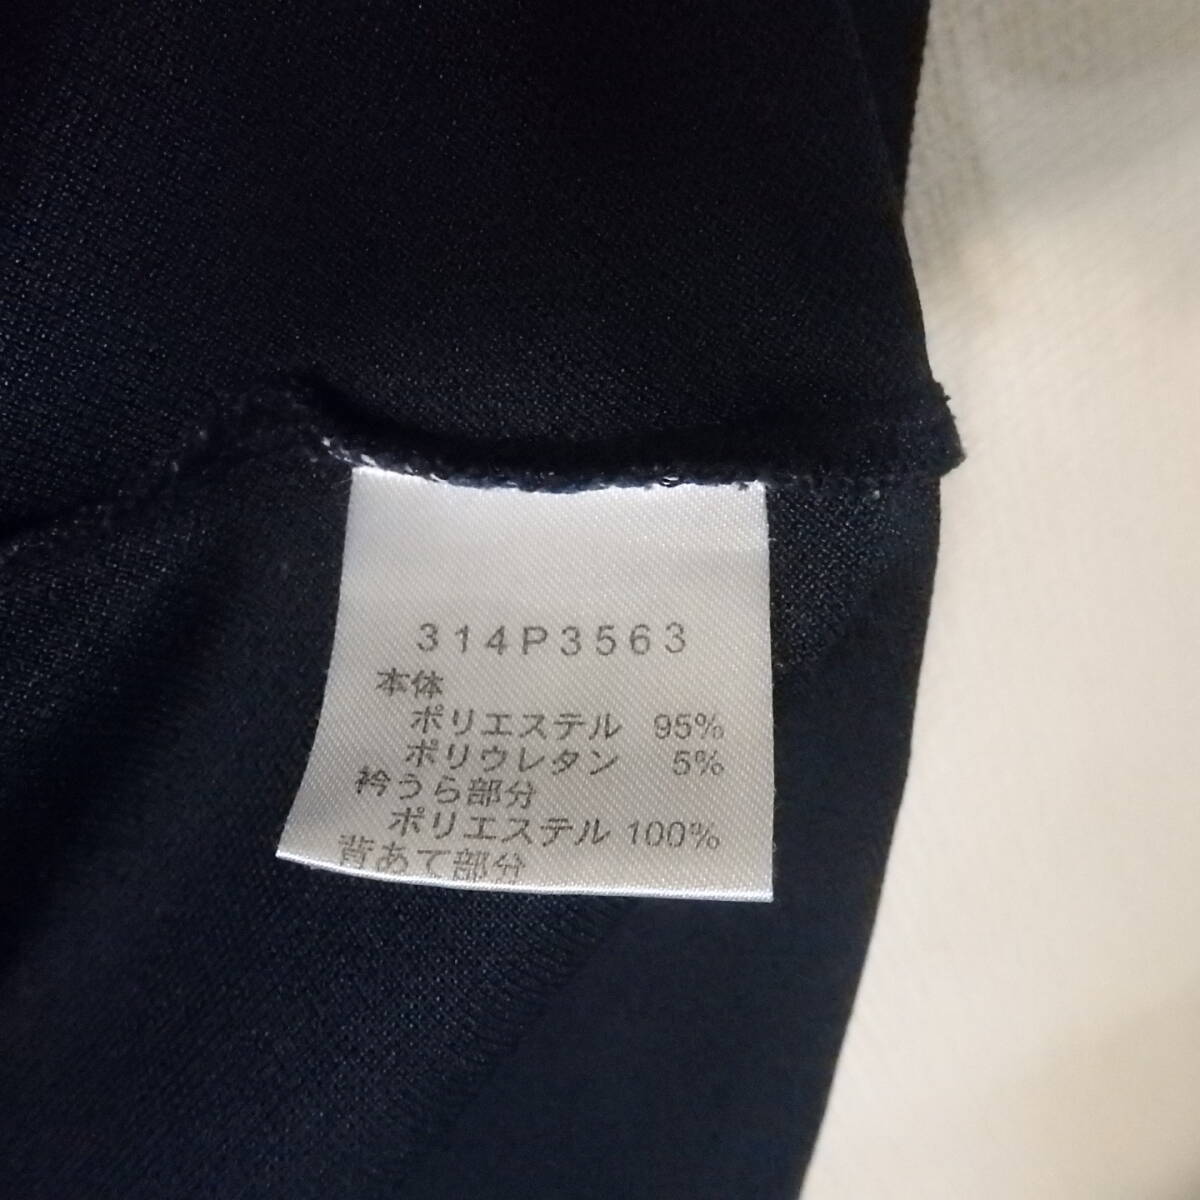 314P3563
本体
ポリエステル 95%
ポリウレタン 5%
衿うら部分
ポリエステル 100%
背あて部分